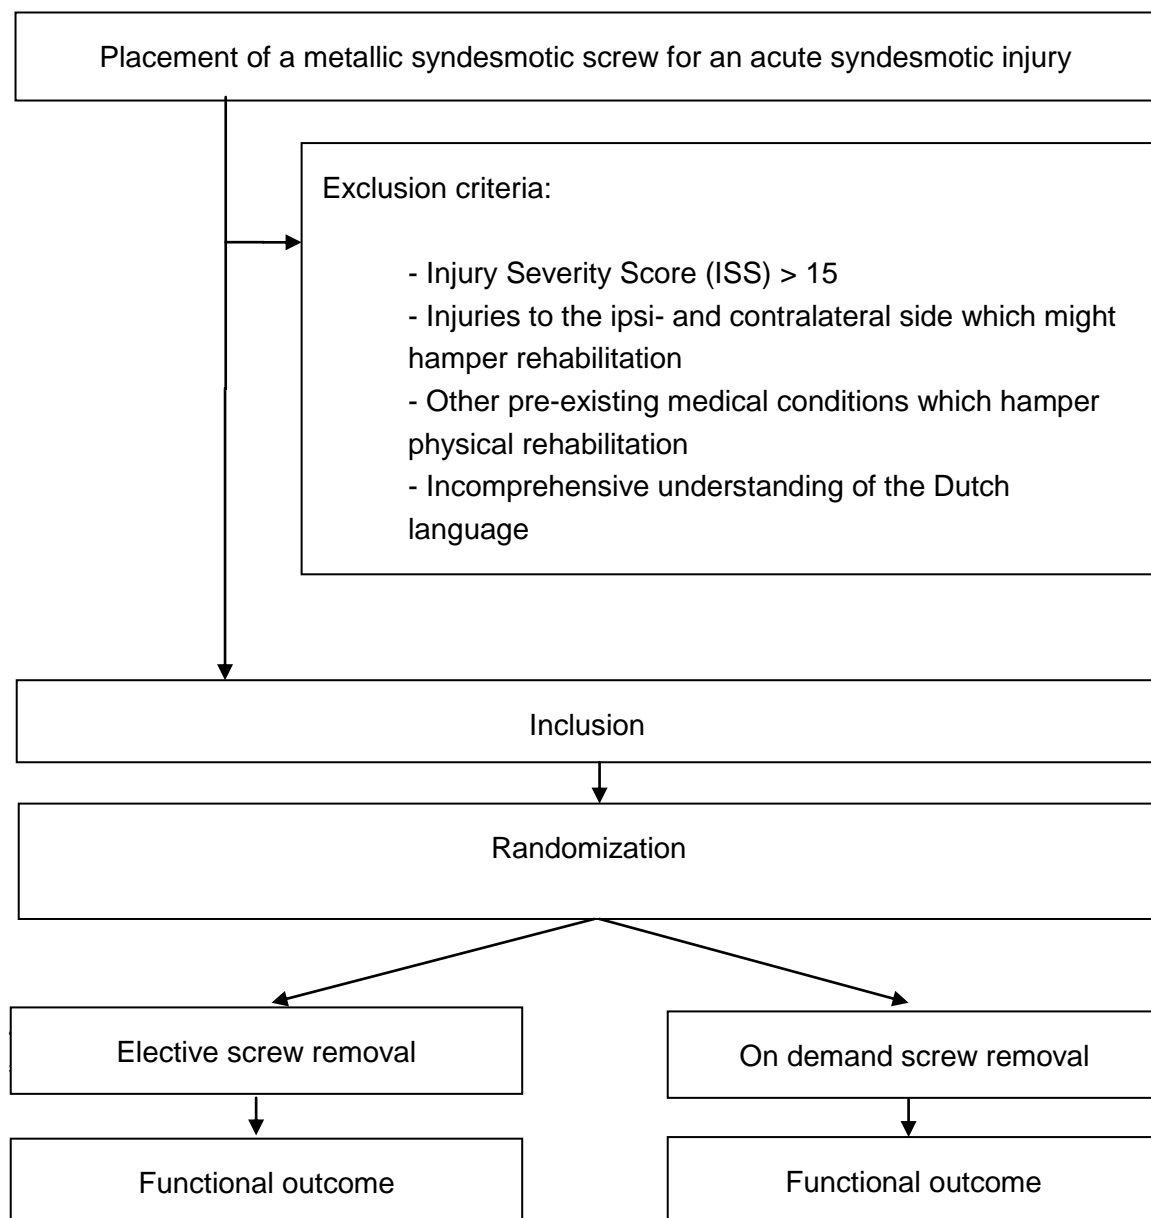 Placement of a metallic syndesmotic screw for an acute syndesmotic injury
Exclusion criteria:
- Injury Severity Score (ISS) > 15
- Injuries to the ipsi- and contralateral side which might
hamper rehabilitation
- Other pre-existing medical conditions which hamper
physical rehabilitation
- Incomprehensive understanding of the Dutch
language
Inclusion
Randomization
Elective screw removal
On demand screw removal
Functional outcome
Functional outcome